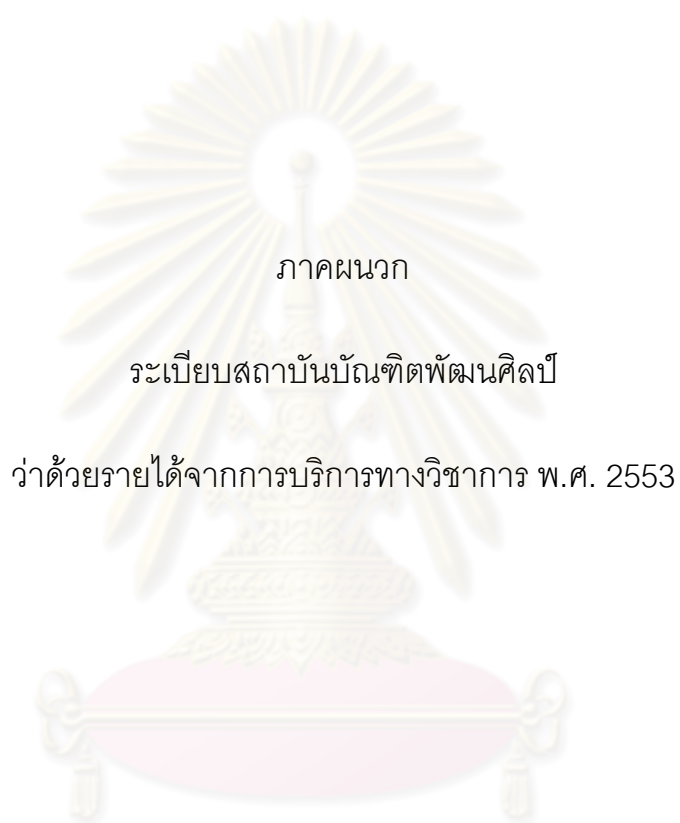 ภาคผนวก
ระเบียบสถาบันบัณฑิตพัฒนศิลป์
ว่าด้วยรายได้จากการบริการทางวิชาการ พ.ศ. 2553